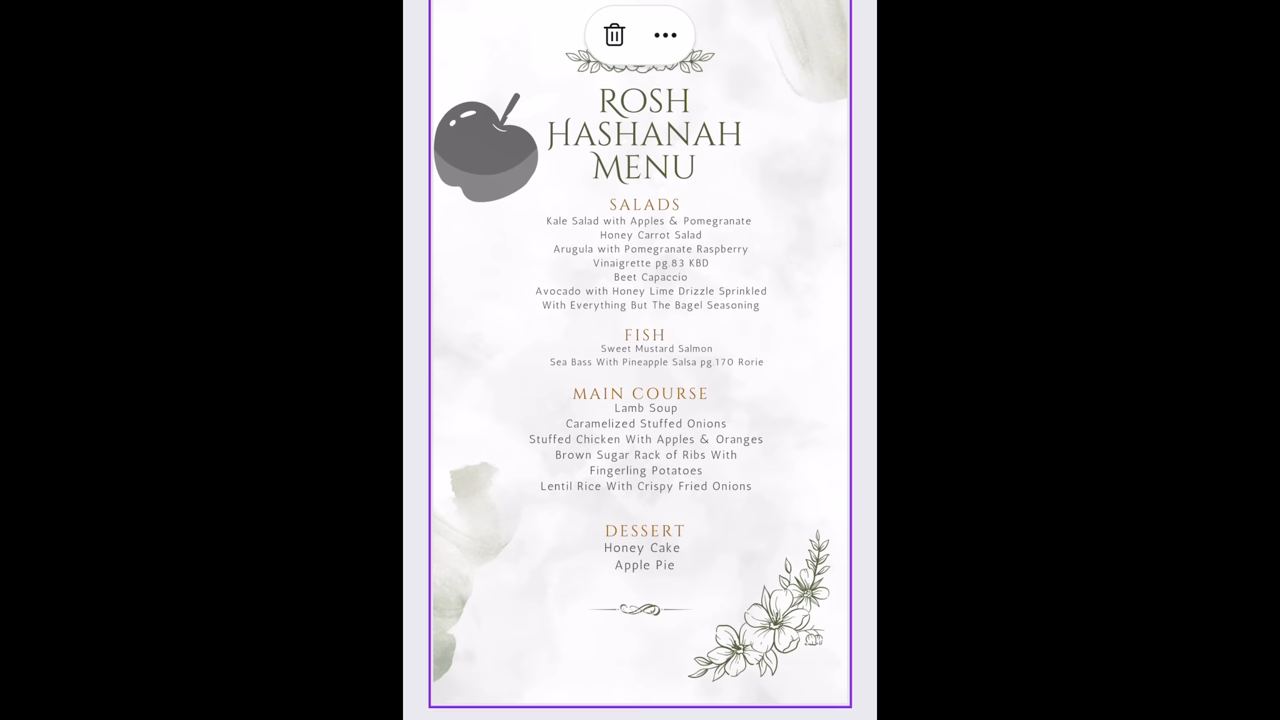 ROSH
HASHANAH
MENU
SALADS
Kale Salad with Apples & Pomegranate
Honey Carrot Salad
Arugula with Pomegranate Raspberry
Vinaigrette pg.83 KBD
Beet Capaccio
Avocado with Honey Lime Drizzle Sprinkled
With Everything But The Bagel Seasoning
FISH
Sweet Mustard Salmon
Sea Bass With Pineapple Salsa pg.170 Rorie
MAIN COURSE
Lamb Soup
Caramelized Stuffed Onions
Stuffed Chicken With Apples & Oranges
Brown Sugar Rack of Ribs With
Fingerling Potatoes
Lentil Rice With Crispy Fried Onions
DESSERT
Honey Cake
Apple Pie